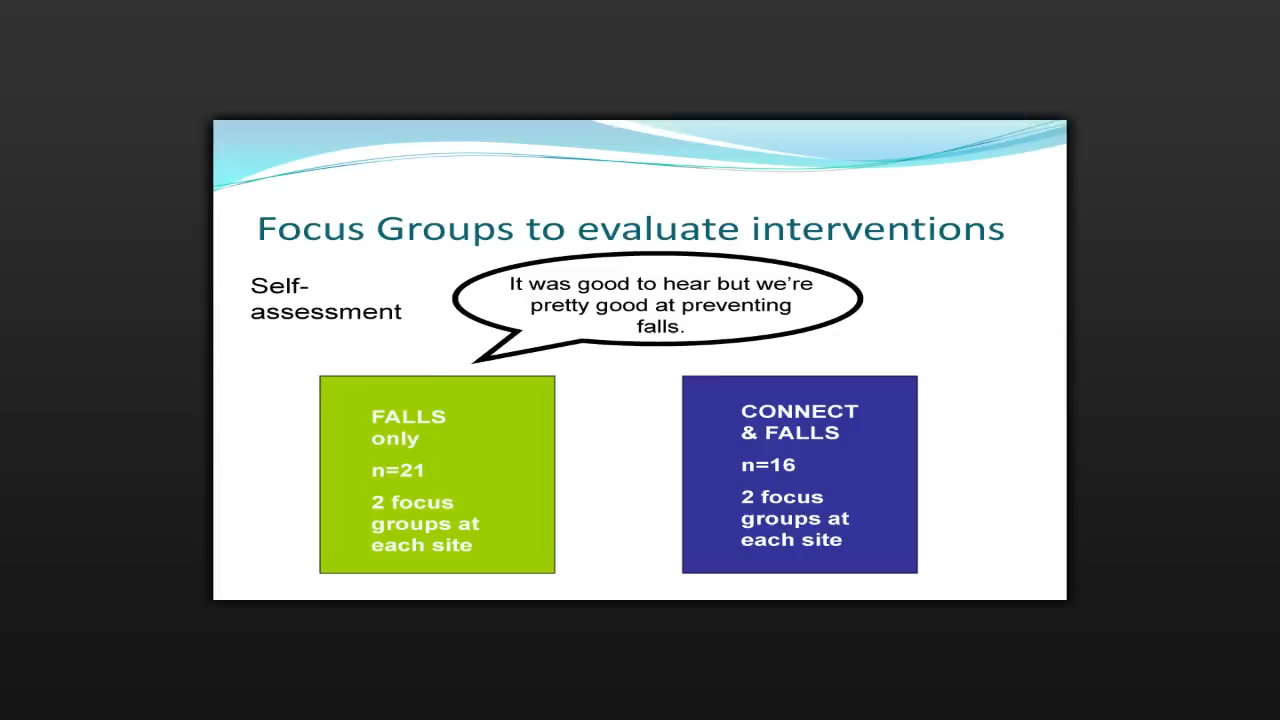 Focus Groups to evaluate interventions
Self-
assessment
It was good to hear but we're
pretty good at preventing
falls.
FALLS
only
n=21
2 focus
groups at
each site
CONNECT
& FALLS
n=16
2 focus
groups at
each site